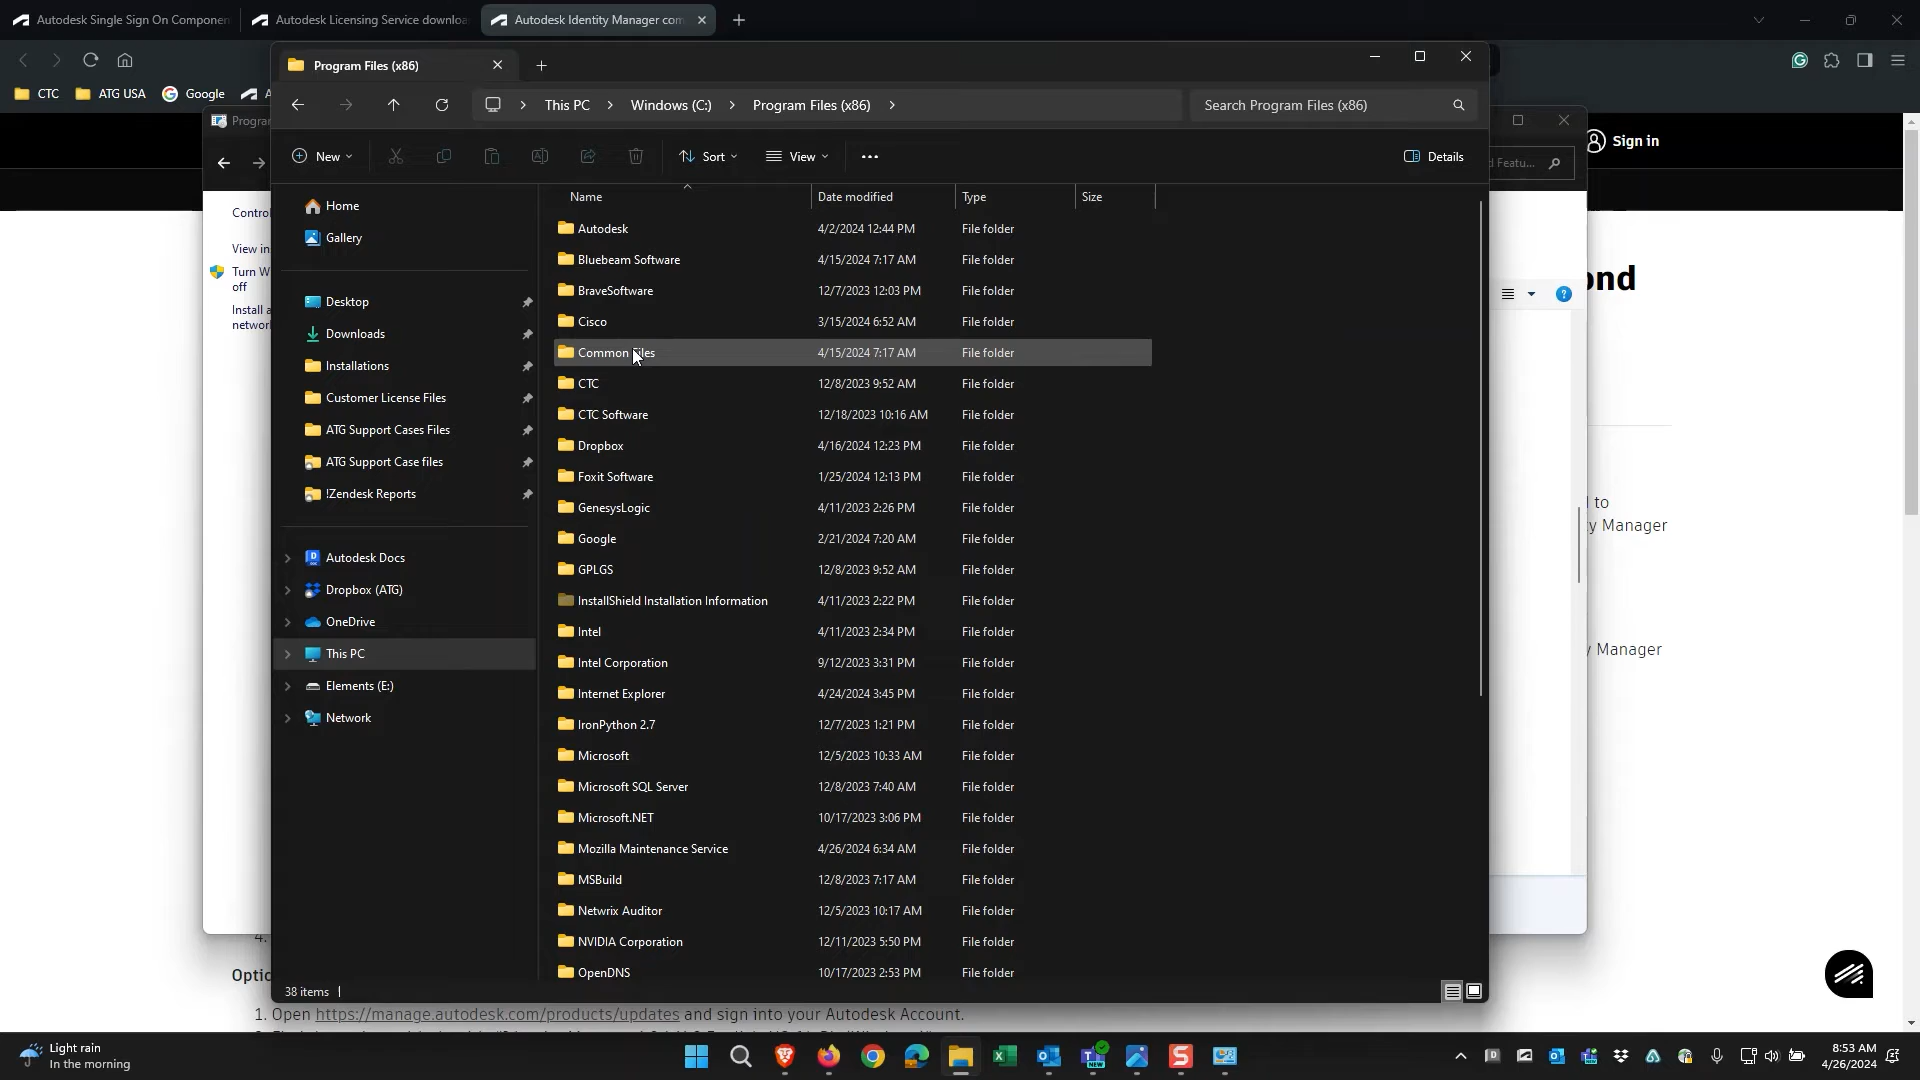 Autodesk Single Sign On Componen
Autodesk Licensing Service downloa
Autodesk Identity Manager com
CTC
ATG USA
Google
A
Program Files (x86)
This PC
Windows (C:)
Program Files (x86)
Search Program Files (x86)
Progra
New
Sort
View
Details
Sign in
d Featu...
Control
View in
Turn W
off
Install a
network
Home
Gallery
Desktop
Downloads
Installations
Customer License Files
ATG Support Cases Files
ATG Support Case files
!Zendesk Reports
Autodesk Docs
Dropbox (ATG)
OneDrive
This PC
Elements (E:)
Network
Name Date modified Type Size
Autodesk 4/2/2024 12:44 PM File folder
Bluebeam Software 4/15/2024 7:17 AM File folder
BraveSoftware 12/7/2023 12:03 PM File folder
Cisco 3/15/2024 6:52 AM File folder
Common Files 4/15/2024 7:17 AM File folder
CTC 12/8/2023 9:52 AM File folder
CTC Software 12/18/2023 10:16 AM File folder
Dropbox 4/16/2024 12:23 PM File folder
Foxit Software 1/25/2024 12:13 PM File folder
GenesysLogic 4/11/2023 2:26 PM File folder
Google 2/21/2024 7:20 AM File folder
GPLGS 12/8/2023 9:52 AM File folder
InstallShield Installation Information 4/11/2023 2:22 PM File folder
Intel 4/11/2023 2:34 PM File folder
Intel Corporation 9/12/2023 3:31 PM File folder
Internet Explorer 4/24/2024 3:45 PM File folder
IronPython 2.7 12/7/2023 1:21 PM File folder
Microsoft 12/5/2023 10:33 AM File folder
Microsoft SQL Server 12/8/2023 7:40 AM File folder
Microsoft.NET 10/17/2023 3:06 PM File folder
Mozilla Maintenance Service 4/26/2024 6:34 AM File folder
MSBuild 12/8/2023 7:17 AM File folder
Netwrix Auditor 12/5/2023 10:17 AM File folder
NVIDIA Corporation 12/11/2023 5:50 PM File folder
OpenDNS 10/17/2023 2:53 PM File folder
38 items
ond
to
ty Manager
y Manager
4.
Optic
1. Open https://manage.autodesk.com/products/updates and sign into your Autodesk Account.
Light rain
In the morning
8:53 AM
4/26/2024